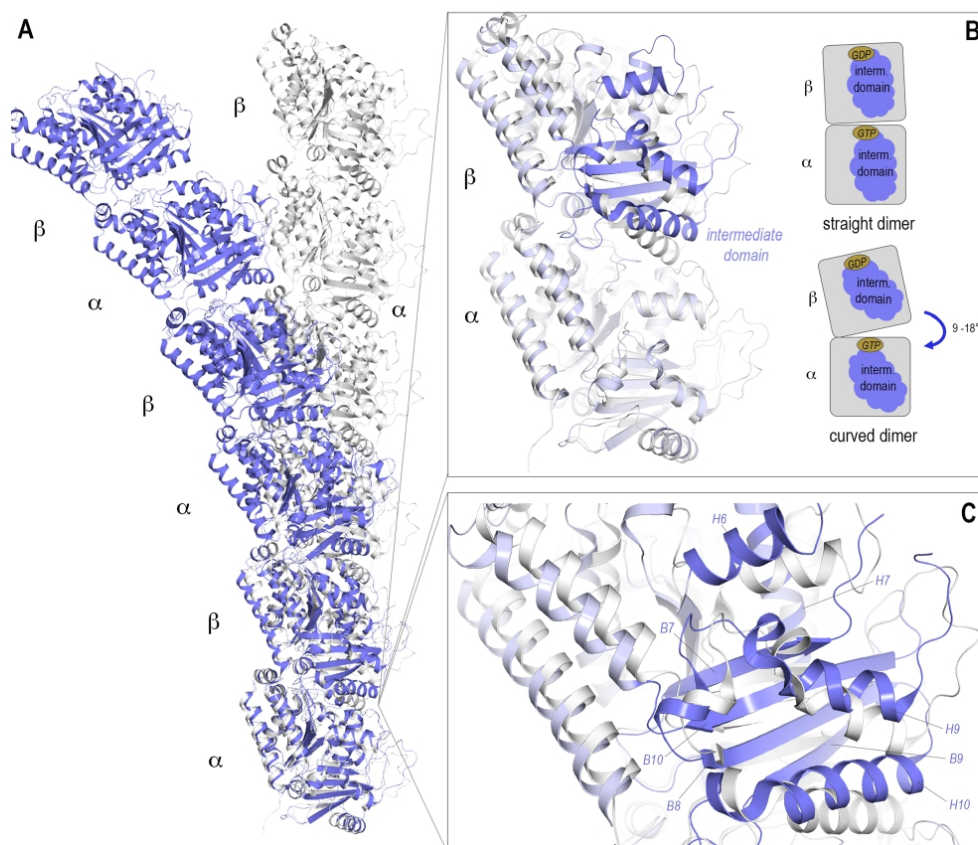 A
β
β
α
α
β
α
β
α
B
β
α
intermediate
domain
GDP
interm.
domain
β
GTP
interm.
domain
α
straight dimer
GDP
interm.
domain
β
9 -18°
GTP
interm.
domain
α
curved dimer
C
H6
H7
B7
H9
B10
B9
B8
H10